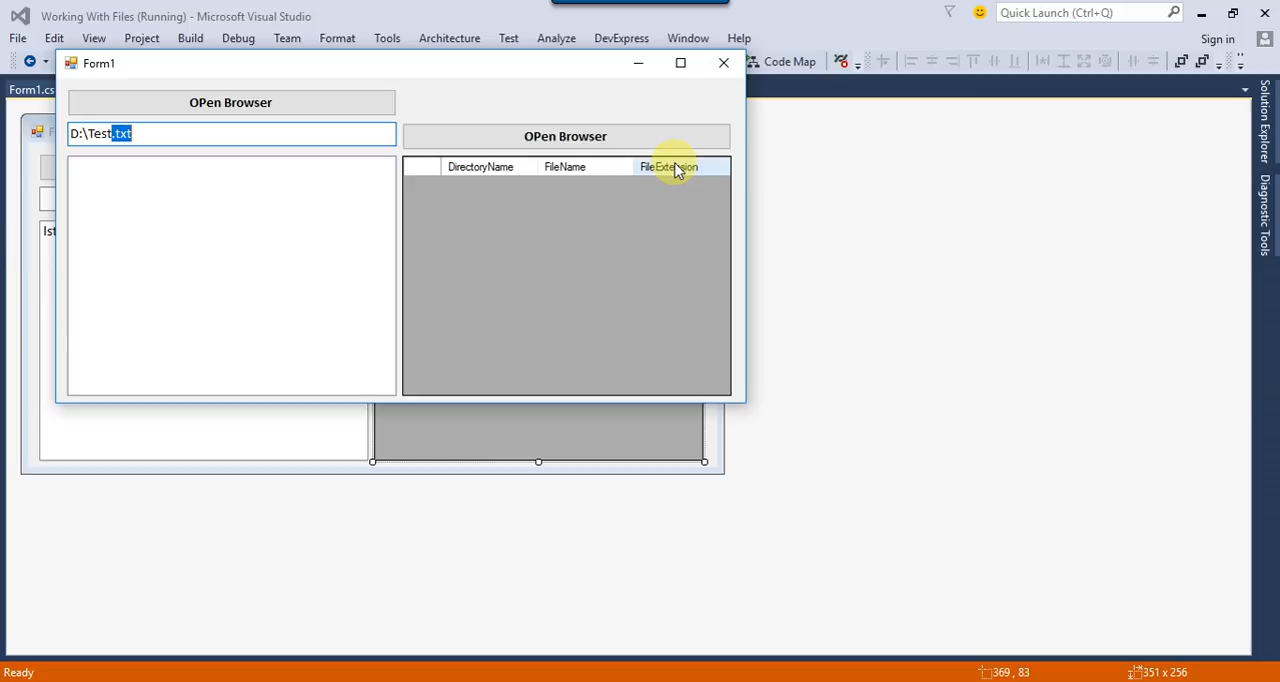 Working With Files (Running) - Microsoft Visual Studio
Quick Launch (Ctrl+Q)
File Edit View Project Build Debug Team Format Tools Architecture Test Analyze DevExpress Window Help
Sign in
Form1
Code Map
Form1.cs
OPen Browser
D:\Test.txt
OPen Browser
DirectoryName FileName FileExtension
lst
Solution Explorer
Diagnostic Tools
Ready
369 , 83
351 x 256